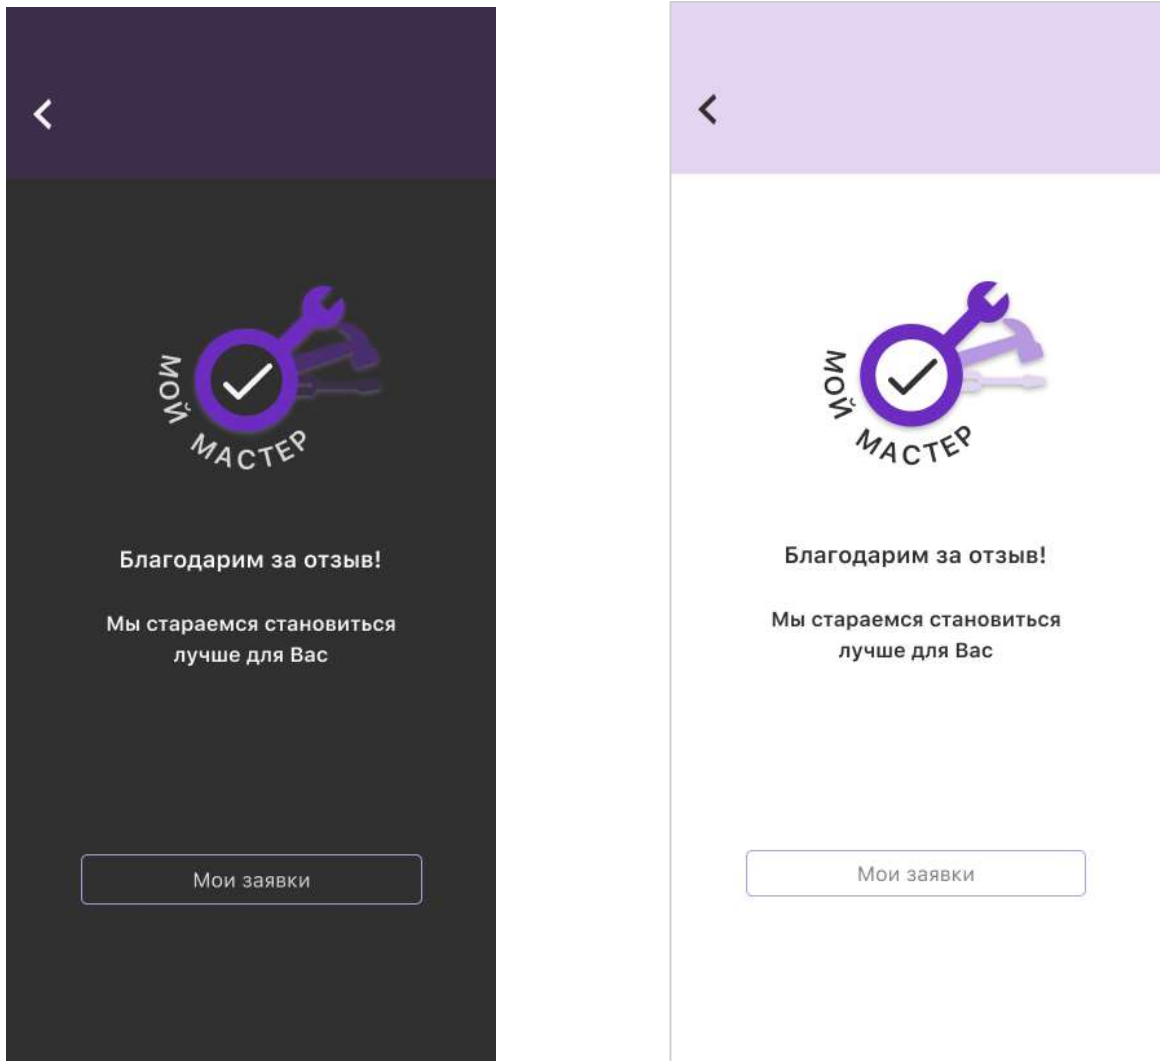 МОЙ МАСТЕР
Благодарим за отзыв!
Мы стараемся становиться
лучше для Вас
Мои заявки
МОЙ МАСТЕР
Благодарим за отзыв!
Мы стараемся становиться
лучше для Вас
Мои заявки